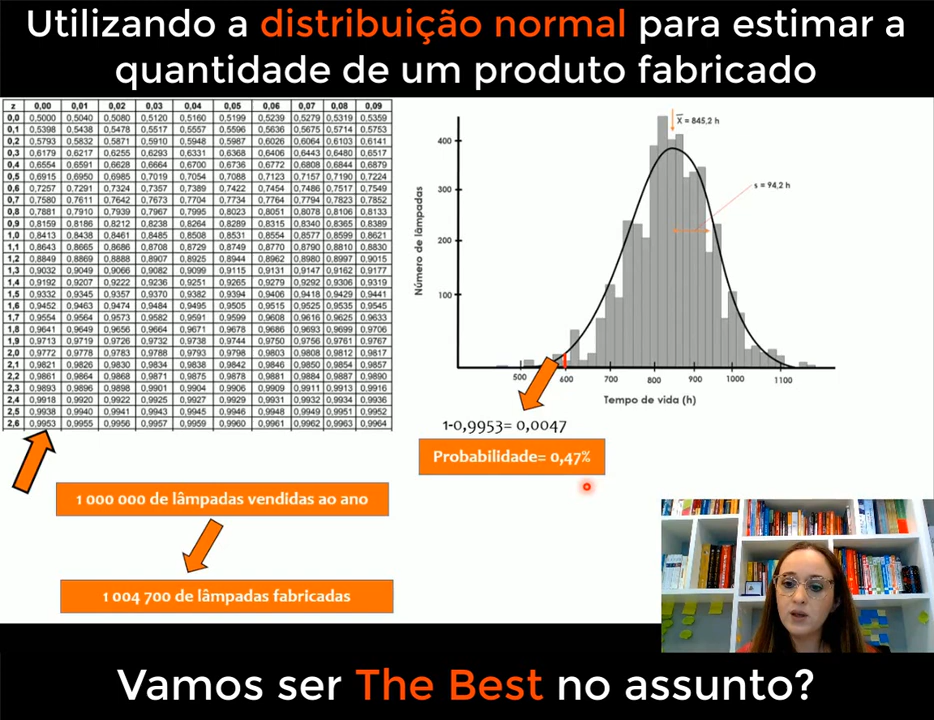 Utilizando a distribuição normal para estimar a
quantidade de um produto fabricado
z 0,00 0,01 0,02 0,03 0,04 0,05 0,06 0,07 0,08 0,09
0,0 0,5000 0,5040 0,5080 0,5120 0,5160 0,5199 0,5239 0,5279 0,5319 0,5359
0,1 0,5398 0,5438 0,5478 0,5517 0,5557 0,5596 0,5636 0,5675 0,5714 0,5753
0,2 0,5793 0,5832 0,5871 0,5910 0,5948 0,5987 0,6026 0,6064 0,6103 0,6141
0,3 0,6179 0,6217 0,6255 0,6293 0,6331 0,6368 0,6406 0,6443 0,6480 0,6517
0,4 0,6554 0,6591 0,6628 0,6664 0,6700 0,6736 0,6772 0,6808 0,6844 0,6879
0,5 0,6915 0,6950 0,6985 0,7019 0,7054 0,7088 0,7123 0,7157 0,7190 0,7224
0,6 0,7257 0,7291 0,7324 0,7357 0,7389 0,7422 0,7454 0,7486 0,7517 0,7549
0,7 0,7580 0,7611 0,7642 0,7673 0,7704 0,7734 0,7764 0,7794 0,7823 0,7852
0,8 0,7881 0,7910 0,7939 0,7967 0,7995 0,8023 0,8051 0,8078 0,8106 0,8133
0,9 0,8159 0,8186 0,8212 0,8238 0,8264 0,8289 0,8315 0,8340 0,8365 0,8389
1,0 0,8413 0,8438 0,8461 0,8485 0,8508 0,8531 0,8554 0,8577 0,8599 0,8621
1,1 0,8643 0,8665 0,8686 0,8708 0,8729 0,8749 0,8770 0,8790 0,8810 0,8830
1,2 0,8849 0,8869 0,8888 0,8907 0,8925 0,8944 0,8962 0,8980 0,8997 0,9015
1,3 0,9032 0,9049 0,9066 0,9082 0,9099 0,9115 0,9131 0,9147 0,9162 0,9177
1,4 0,9192 0,9207 0,9222 0,9236 0,9251 0,9265 0,9279 0,9292 0,9306 0,9319
1,5 0,9332 0,9345 0,9357 0,9370 0,9382 0,9394 0,9406 0,9418 0,9429 0,9441
1,6 0,9452 0,9463 0,9474 0,9484 0,9495 0,9505 0,9515 0,9525 0,9535 0,9545
1,7 0,9554 0,9564 0,9573 0,9582 0,9591 0,9599 0,9608 0,9616 0,9625 0,9633
1,8 0,9641 0,9649 0,9656 0,9664 0,9671 0,9678 0,9686 0,9693 0,9699 0,9706
1,9 0,9713 0,9719 0,9726 0,9732 0,9738 0,9744 0,9750 0,9756 0,9761 0,9767
2,0 0,9772 0,9778 0,9783 0,9788 0,9793 0,9798 0,9803 0,9808 0,9812 0,9817
2,1 0,9821 0,9826 0,9830 0,9834 0,9838 0,9842 0,9846 0,9850 0,9854 0,9857
2,2 0,9861 0,9864 0,9868 0,9871 0,9875 0,9878 0,9881 0,9884 0,9887 0,9890
2,3 0,9893 0,9896 0,9898 0,9901 0,9904 0,9906 0,9909 0,9911 0,9913 0,9916
2,4 0,9918 0,9920 0,9922 0,9925 0,9927 0,9929 0,9931 0,9932 0,9934 0,9936
2,5 0,9938 0,9940 0,9941 0,9943 0,9945 0,9946 0,9948 0,9949 0,9951 0,9952
2,6 0,9953 0,9955 0,9956 0,9957 0,9959 0,9960 0,9961 0,9962 0,9963 0,9964
X̄ = 845,2 h
s = 94,2 h
Número de lâmpadas
400
300
200
100
500 600 700 800 900 1000 1100
Tempo de vida (h)
1-0,9953= 0,0047
Probabilidade= 0,47%
1 000 000 de lâmpadas vendidas ao ano
1 004 700 de lâmpadas fabricadas
Vamos ser The Best no assunto?